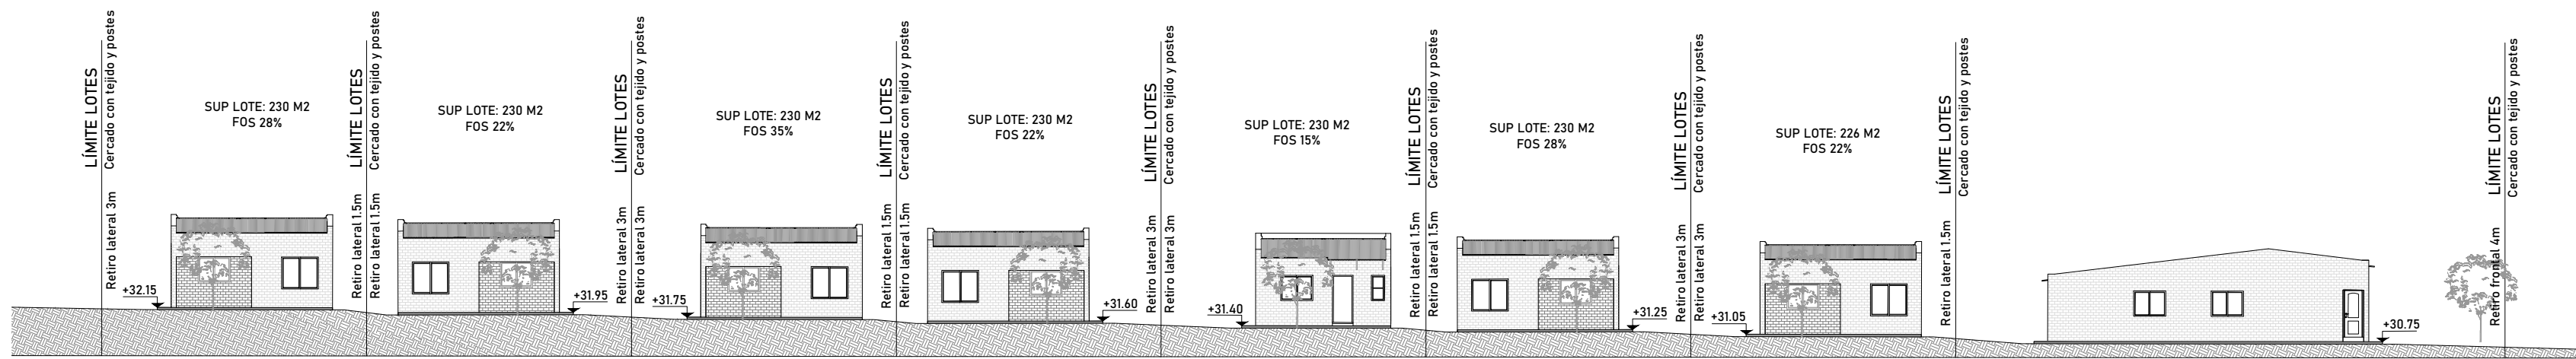 LÍMITE LOTES
Cercado con tejido y postes
Retiro lateral 3m
SUP LOTE: 230 M2
FOS 28%
+32.15
LÍMITE LOTES
Cercado con tejido y postes
Retiro lateral 1.5m
Retiro lateral 1.5m
SUP LOTE: 230 M2
FOS 22%
+31.95
LÍMITE LOTES
Cercado con tejido y postes
Retiro lateral 3m
Retiro lateral 3m
SUP LOTE: 230 M2
FOS 35%
+31.75
LÍMITE LOTES
Cercado con tejido y postes
Retiro lateral 1.5m
Retiro lateral 1.5m
SUP LOTE: 230 M2
FOS 22%
+31.60
LÍMITE LOTES
Cercado con tejido y postes
Retiro lateral 3m
Retiro lateral 3m
SUP LOTE: 230 M2
FOS 15%
+31.40
LÍMITE LOTES
Cercado con tejido y postes
Retiro lateral 1.5m
Retiro lateral 1.5m
SUP LOTE: 230 M2
FOS 28%
+31.25
LÍMITE LOTES
Cercado con tejido y postes
Retiro lateral 3m
Retiro lateral 3m
SUP LOTE: 226 M2
FOS 22%
+31.05
LÍMITE LOTES
Cercado con tejido y postes
Retiro lateral 1.5m
LÍMITE LOTES
Cercado con tejido y postes
Retiro frontal 4m
+30.75